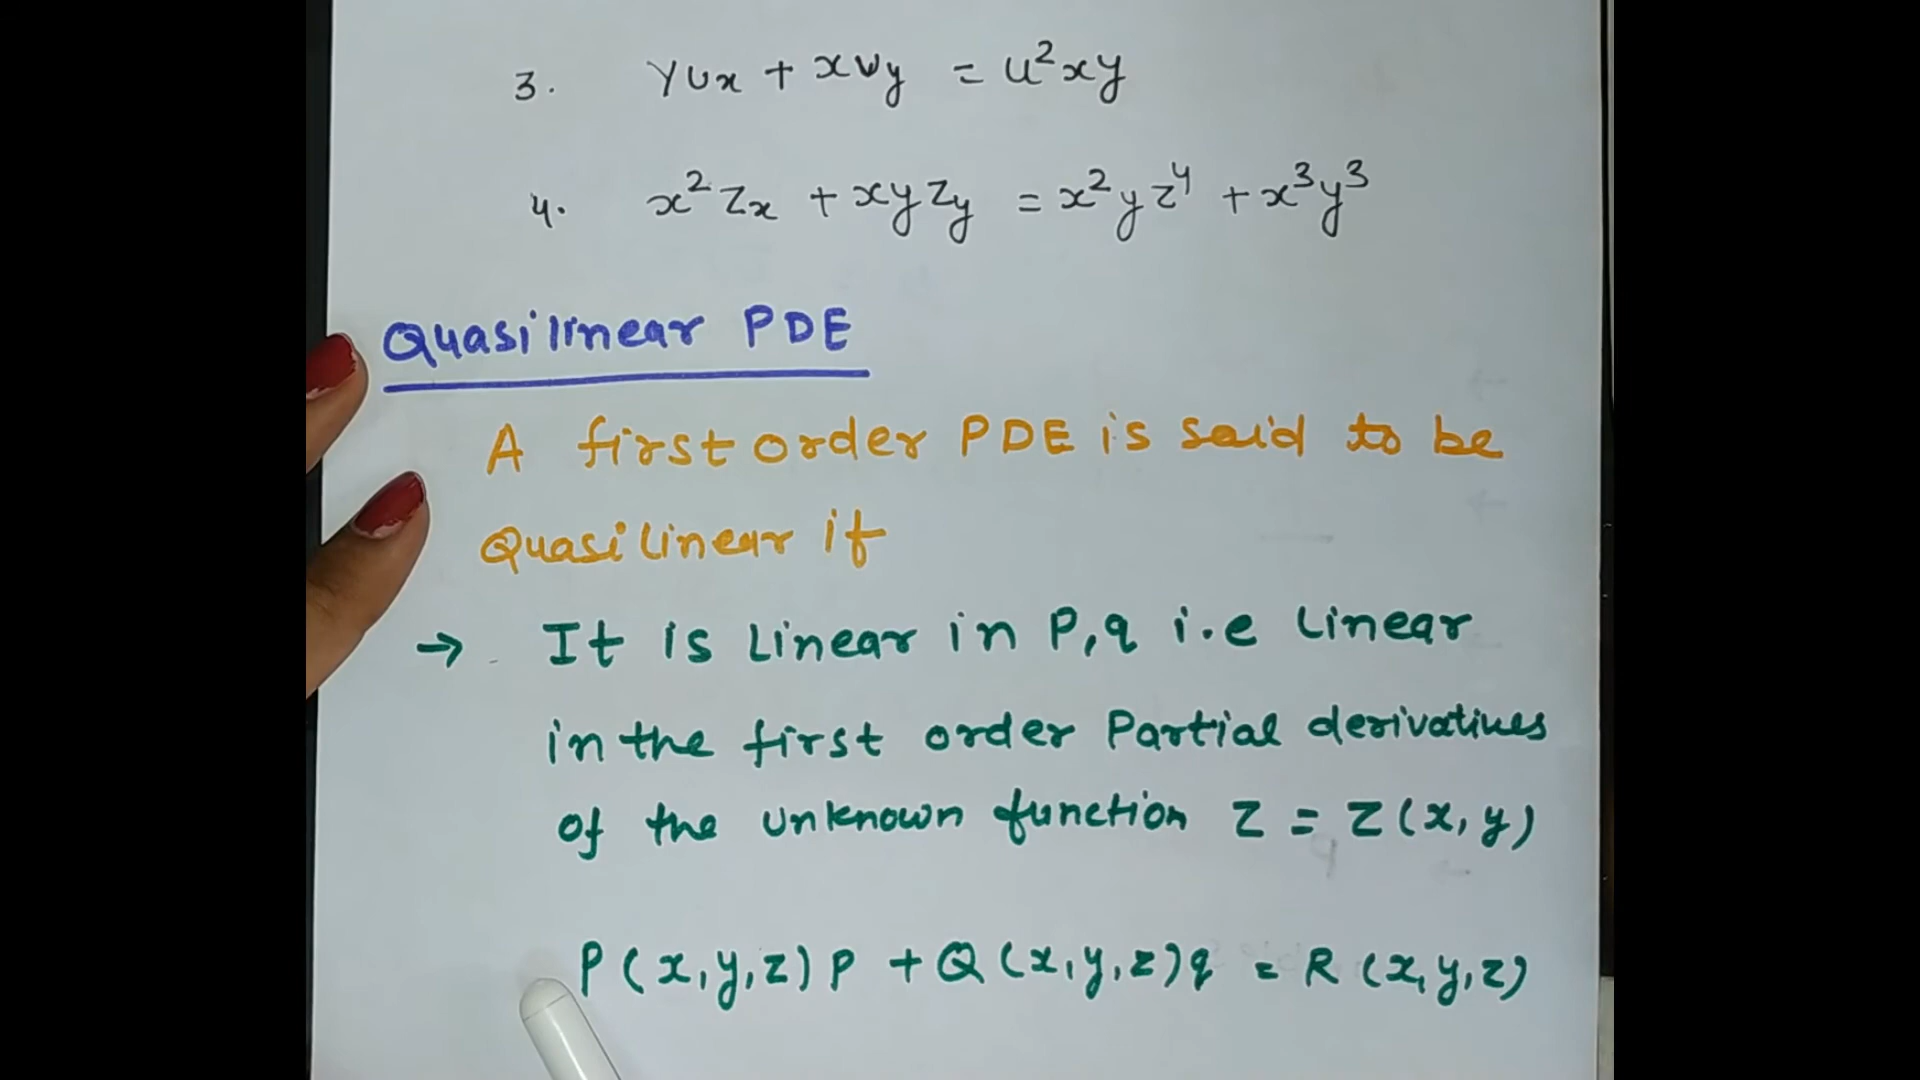 3. yux + xuy = u²xy
4. x²Zx + xyZy = x²yz⁴ + x³y³
Quasilinear PDE
A first order PDE is said to be
Quasilinear if
→ It is Linear in P,q i.e Linear
in the first order Partial derivatives
of the unknown function Z = Z(x,y)
P(x,y,z)p + Q(x,y,z)q = R(x,y,z)